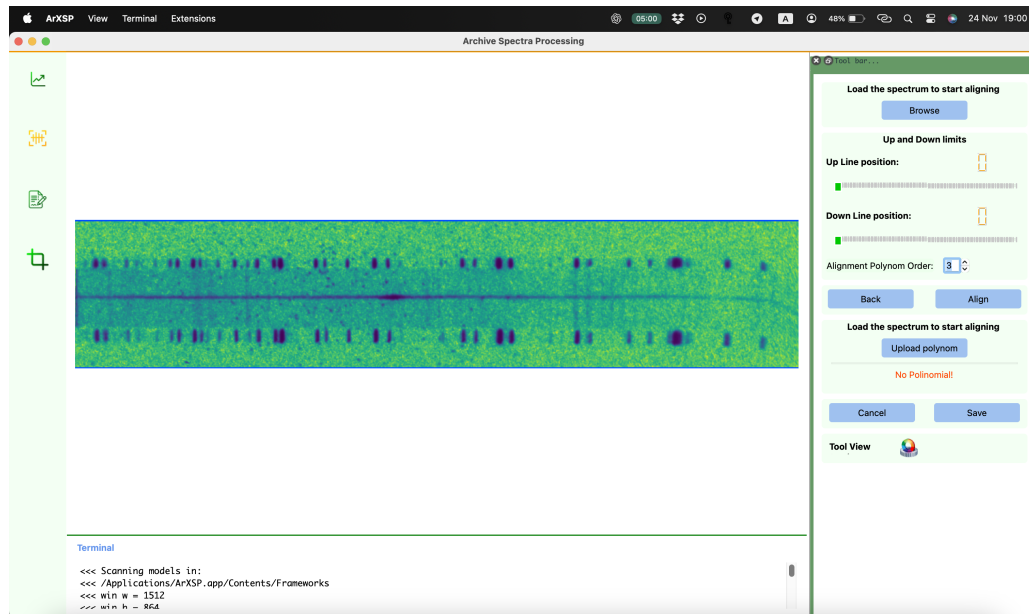 ArXSP View Terminal Extensions 05:00 A 48% 24 Nov 19:00
Archive Spectra Processing
Tool bar...
Load the spectrum to start aligning
Browse
Up and Down limits
Up Line position: 0
Down Line position: 0
Alignment Polynom Order: 3
Back Align
Load the spectrum to start aligning
Upload polynom
No Polinomial!
Cancel Save
Tool View
Terminal
<<< Scanning models in:
<<< /Applications/ArXSP.app/Contents/Frameworks
<<< win w = 1512
<<< win h = 864